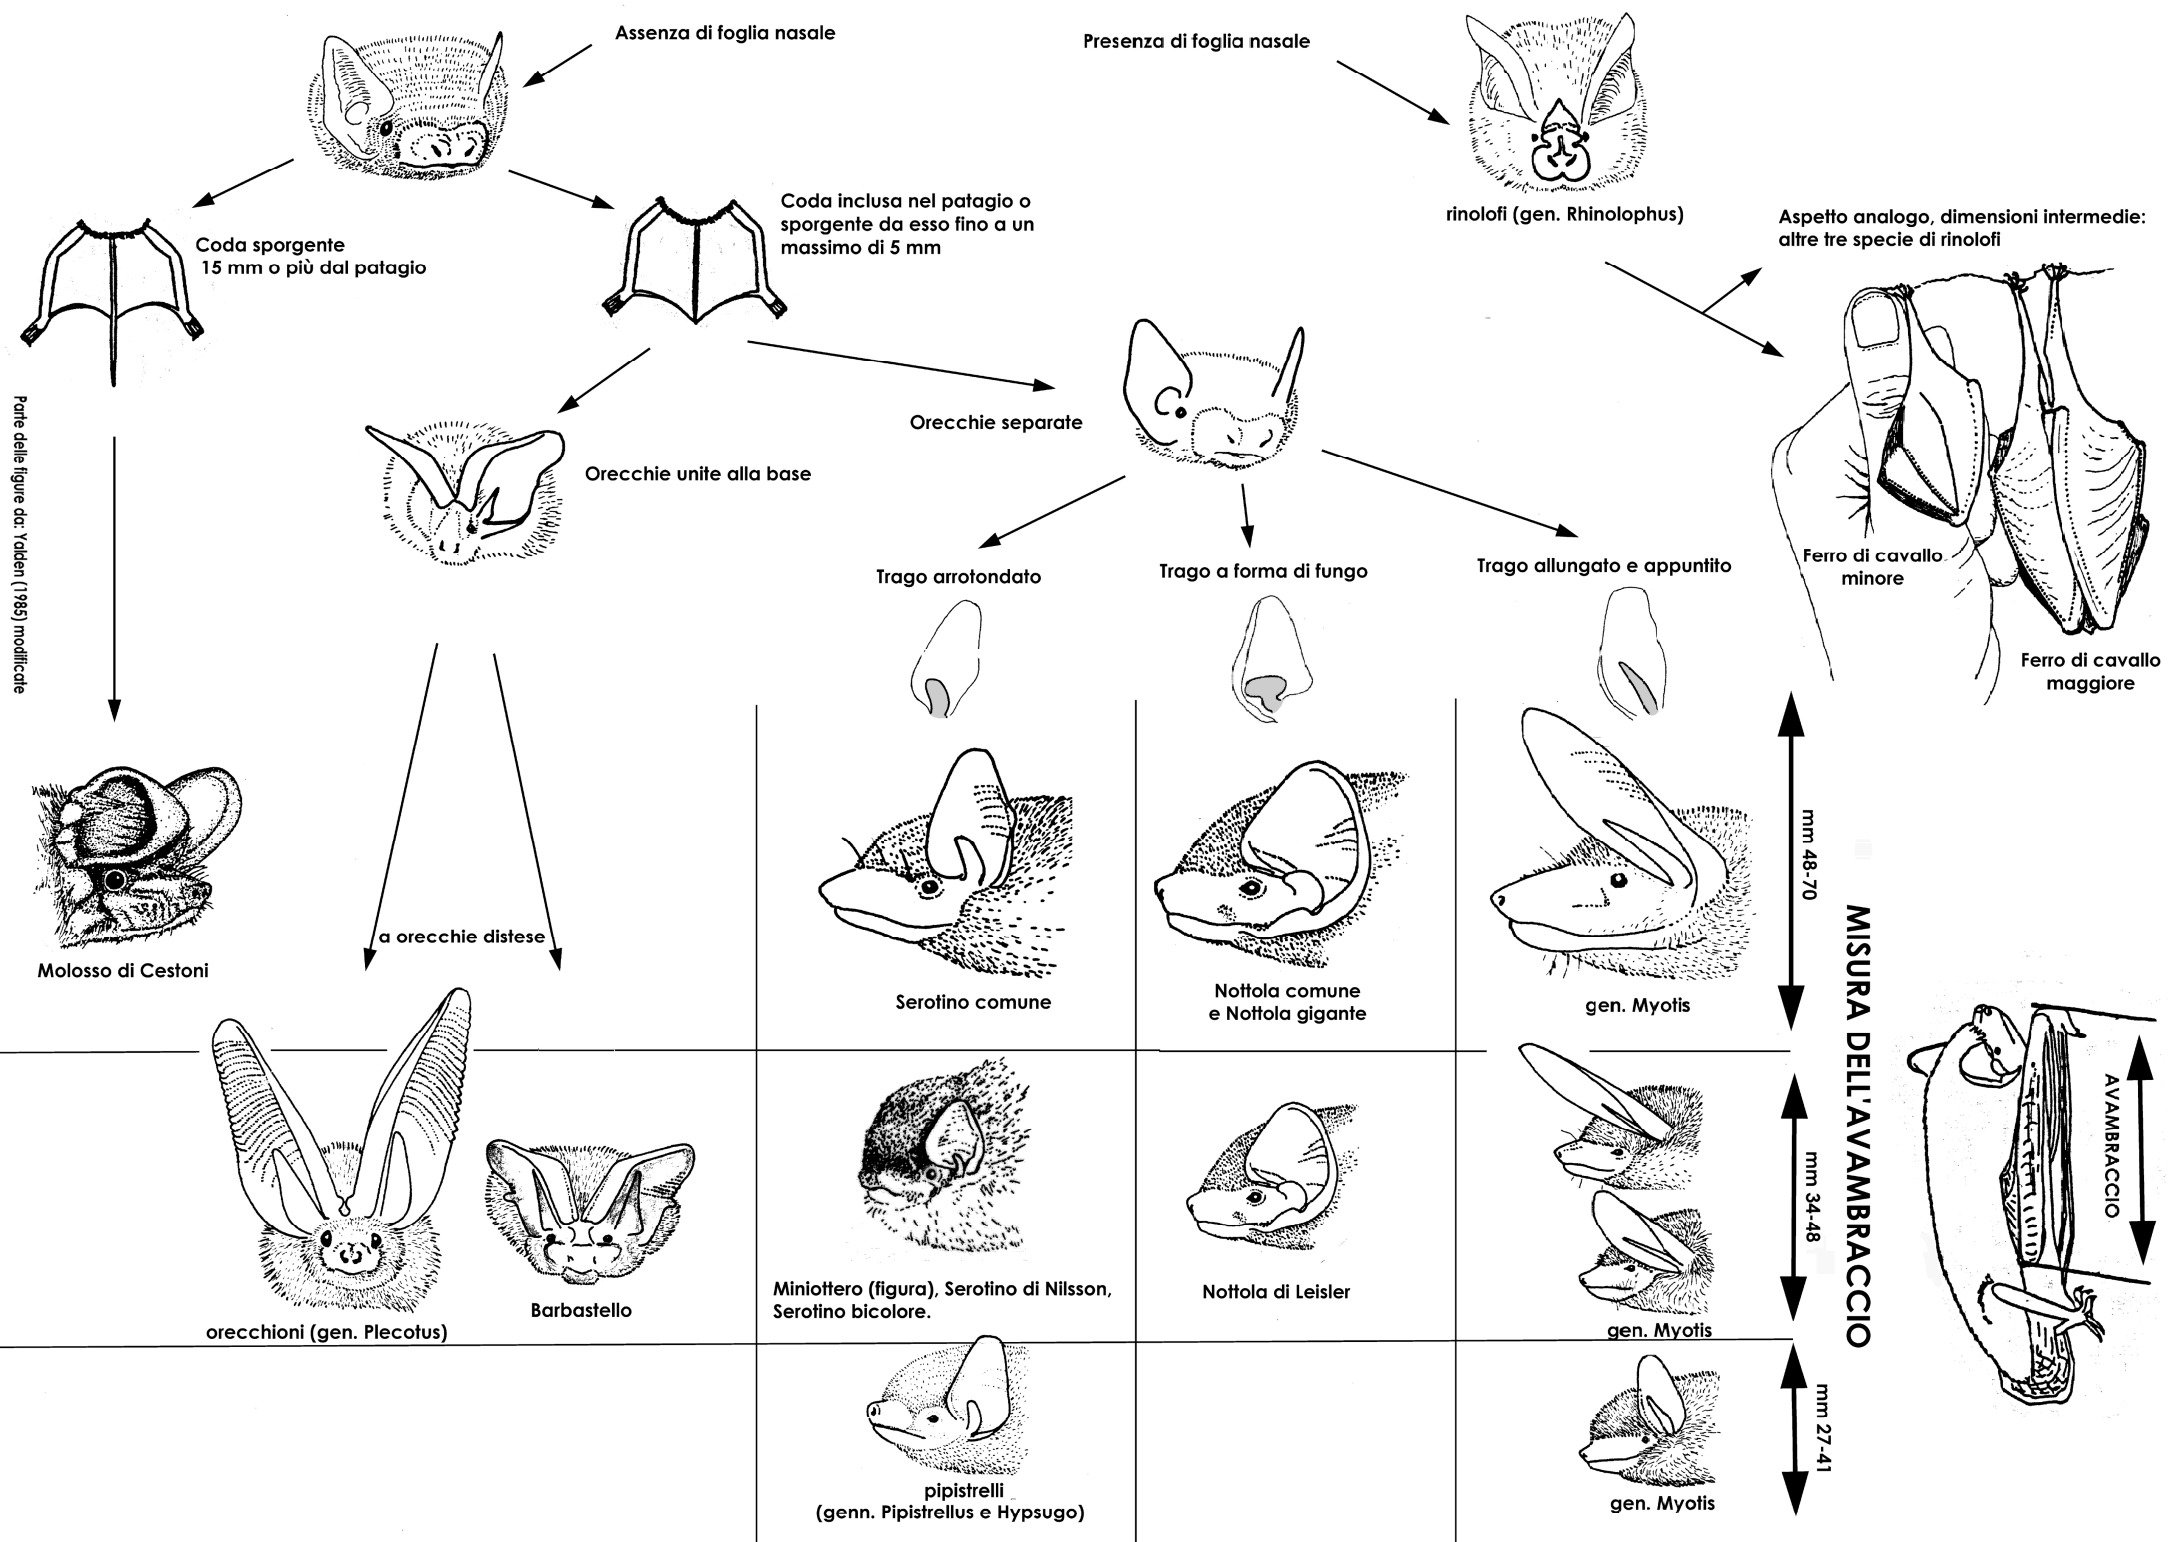 Assenza di foglia nasale
Presenza di foglia nasale
rinolofi (gen. Rhinolophus)
Aspetto analogo, dimensioni intermedie:
altre tre specie di rinolofi
Coda sporgente
15 mm o più dal patagio
Coda inclusa nel patagio o
sporgente da esso fino a un
massimo di 5 mm
Orecchie separate
Orecchie unite alla base
Parte delle figure da: Yalden (1985) modificate
Trago arrotondato
Trago a forma di fungo
Trago allungato e appuntito
Ferro di cavallo
minore
Ferro di cavallo
maggiore
a orecchie distese
Molosso di Cestoni
Serotino comune
Nottola comune
e Nottola gigante
gen. Myotis
mm 48-70
MISURA DELL'AVAMBRACCIO
AVAMBRACCIO
orecchioni (gen. Plecotus)
Barbastello
Miniottero (figura), Serotino di Nilsson,
Serotino bicolore.
Nottola di Leisler
gen. Myotis
mm 34-48
pipistrelli
(genn. Pipistrellus e Hypsugo)
gen. Myotis
mm 27-41